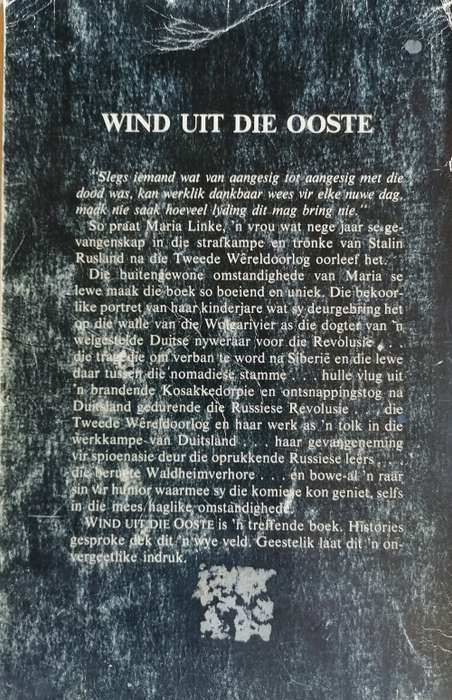 WIND UIT DIE OOSTE
"Slegs iemand wat van aangesig tot aangesig met die
dood was, kan werklik dankbaar wees vir elke nuwe dag,
maak nie saak hoeveel lyding dit mag bring nie."
So praat Maria Linke, 'n vrou wat nege jaar se ge-
vangenskap in die strafkampe en tronke van Stalin
Rusland na die Tweede Wêreldoorlog oorleef het.
Die buitengewone omstandighede van Maria se
lewe maak die boek so boeiend en uniek. Die bekoor-
like portret van haar kinderjare wat sy deurgebring het
op die walle van die Wolgarivier as die dogter van 'n
welgestelde Duitse nyweraar voor die Revolusie . . .
die tragedie om verban te word na Siberië en die lewe
daar tussen die nomadiese stamme . . . hulle vlug uit
'n brandende Kosakkedorpie en ontsnappingstog na
Duitsland gedurende die Russiese Revolusie . . . die
Tweede Wêreldoorlog en haar werk as 'n tolk in die
werkkampe van Duitsland . . . . haar gevangeneming
vir spioenasie deur die oprukkende Russiese leërs . . . .
die berugte Waldheimverhore . . . en bowe-al 'n raar
sin vir humor waarmee sy die komiese kon geniet, selfs
in die mees haglike omstandighede.
WIND UIT DIE OOSTE is 'n treffende boek. Histories
gesproke dek dit 'n wye veld. Geestelik laat dit 'n on-
vergeetlike indruk.